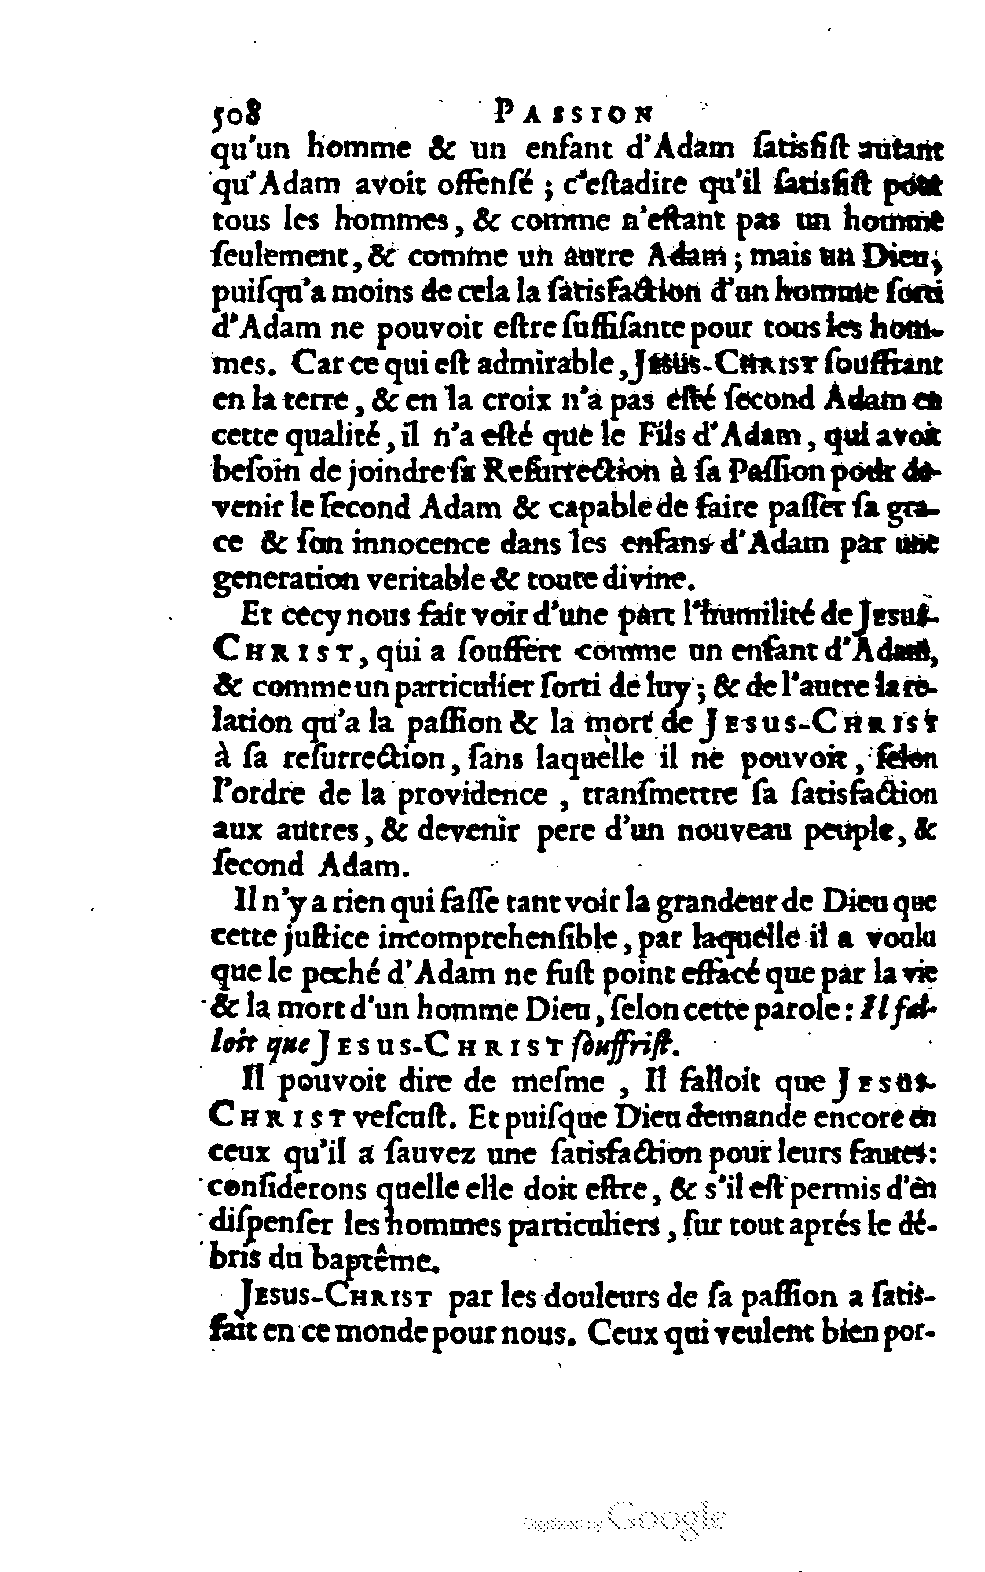 508 PASSION
qu'un homme & un enfant d'Adam ſatisfiſt autant
qu'Adam avoit offenſé ; c'eſtadire qu'il ſatisfiſt pour
tous les hommes, & comme n'eſtant pas un homme
ſeulement, & comme un autre Adam ; mais un Dieu,
puiſqu'a moins de cela la ſatisfaction d'un homme ſorti
d'Adam ne pouvoit eſtre ſuffiſante pour tous les hom-
mes. Car ce qui eſt admirable, JESUS-CHRIST ſouffrant
en la terre, & en la croix n'a pas eſté ſecond Adam en
cette qualité, il n'a eſté que le Fils d'Adam, qui avoit
beſoin de joindre ſa Reſurrection à ſa Paſſion pour de-
venir le ſecond Adam & capable de faire paſſer ſa gra-
ce & ſon innocence dans les enfans d'Adam par une
generation veritable & toute divine.
Et cecy nous fait voir d'une part l'humilité de JESUS-
CHRIST, qui a ſouffert comme un enfant d'Adam,
& comme un particulier ſorti de luy ; & de l'autre la re-
lation qu'a la paſſion & la mort de JESUS-CHRIST
à ſa reſurrection, ſans laquelle il ne pouvoit, ſelon
l'ordre de la providence, tranſmettre ſa ſatisfaction
aux autres, & devenir pere d'un nouveau peuple, &
ſecond Adam.
Il n'y a rien qui faſſe tant voir la grandeur de Dieu que
cette juſtice incomprehenſible, par laquelle il a voulu
que le peché d'Adam ne fuſt point effacé que par la vie
& la mort d'un homme Dieu, ſelon cette parole : Il fal-
loit que JESUS-CHRIST ſouffriſt.
Il pouvoit dire de meſme, Il falloit que JESUS-
CHRIST veſcuſt. Et puiſque Dieu demande encore en
ceux qu'il a ſauvez une ſatisfaction pour leurs fautes :
conſiderons quelle elle doit eſtre, & s'il eſt permis d'en
diſpenſer les hommes particuliers, ſur tout aprés le dé-
bris du baptême.
JESUS-CHRIST par les douleurs de ſa paſſion a ſatis-
fait en ce monde pour nous. Ceux qui veulent bien por-
Digitized by Google